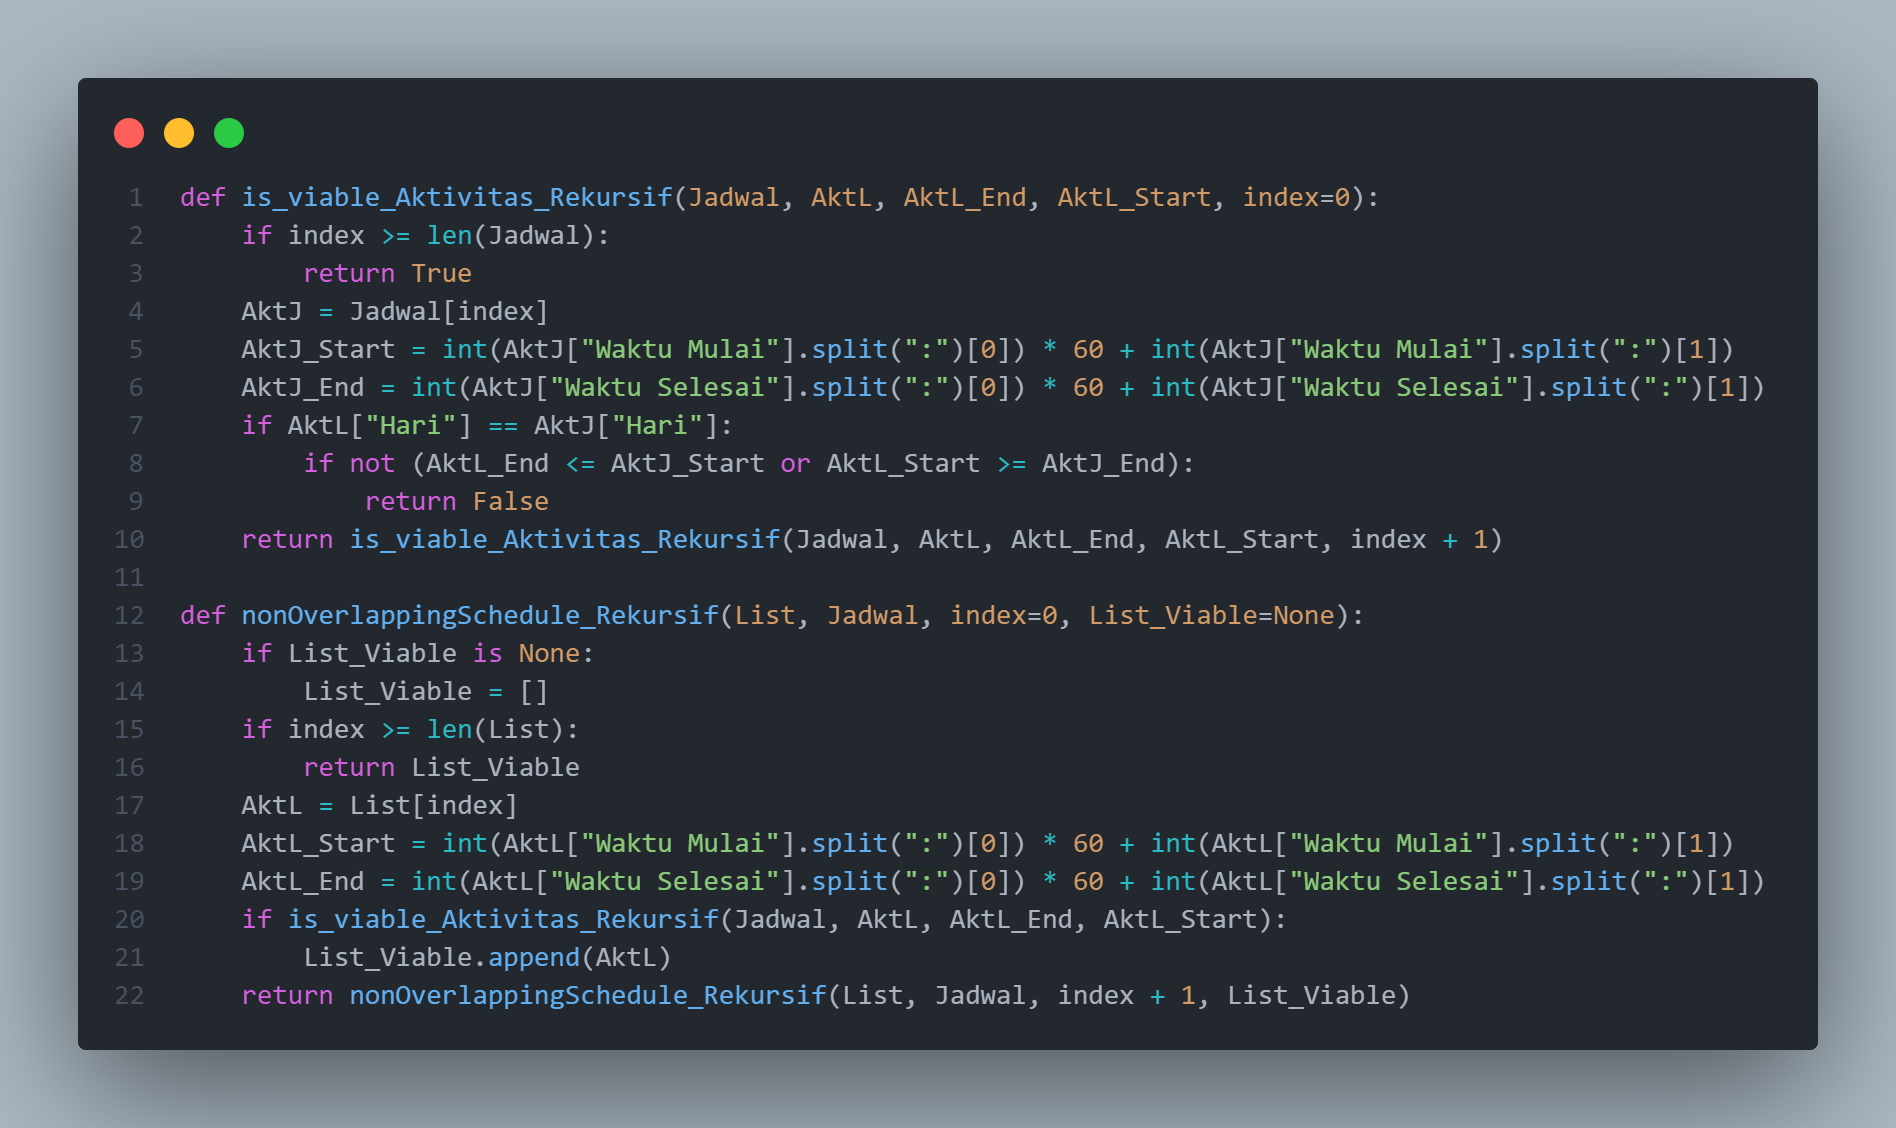 1 def is_viable_Aktivitas_Rekursif(Jadwal, AktL, AktL_End, AktL_Start, index=0):
2     if index >= len(Jadwal):
3         return True
4     AktJ = Jadwal[index]
5     AktJ_Start = int(AktJ["Waktu Mulai"].split(":")[0]) * 60 + int(AktJ["Waktu Mulai"].split(":")[1])
6     AktJ_End = int(AktJ["Waktu Selesai"].split(":")[0]) * 60 + int(AktJ["Waktu Selesai"].split(":")[1])
7     if AktL["Hari"] == AktJ["Hari"]:
8         if not (AktL_End <= AktJ_Start or AktL_Start >= AktJ_End):
9             return False
10     return is_viable_Aktivitas_Rekursif(Jadwal, AktL, AktL_End, AktL_Start, index + 1)
11
12 def nonOverlappingSchedule_Rekursif(List, Jadwal, index=0, List_Viable=None):
13     if List_Viable is None:
14         List_Viable = []
15     if index >= len(List):
16         return List_Viable
17     AktL = List[index]
18     AktL_Start = int(AktL["Waktu Mulai"].split(":")[0]) * 60 + int(AktL["Waktu Mulai"].split(":")[1])
19     AktL_End = int(AktL["Waktu Selesai"].split(":")[0]) * 60 + int(AktL["Waktu Selesai"].split(":")[1])
20     if is_viable_Aktivitas_Rekursif(Jadwal, AktL, AktL_End, AktL_Start):
21         List_Viable.append(AktL)
22     return nonOverlappingSchedule_Rekursif(List, Jadwal, index + 1, List_Viable)